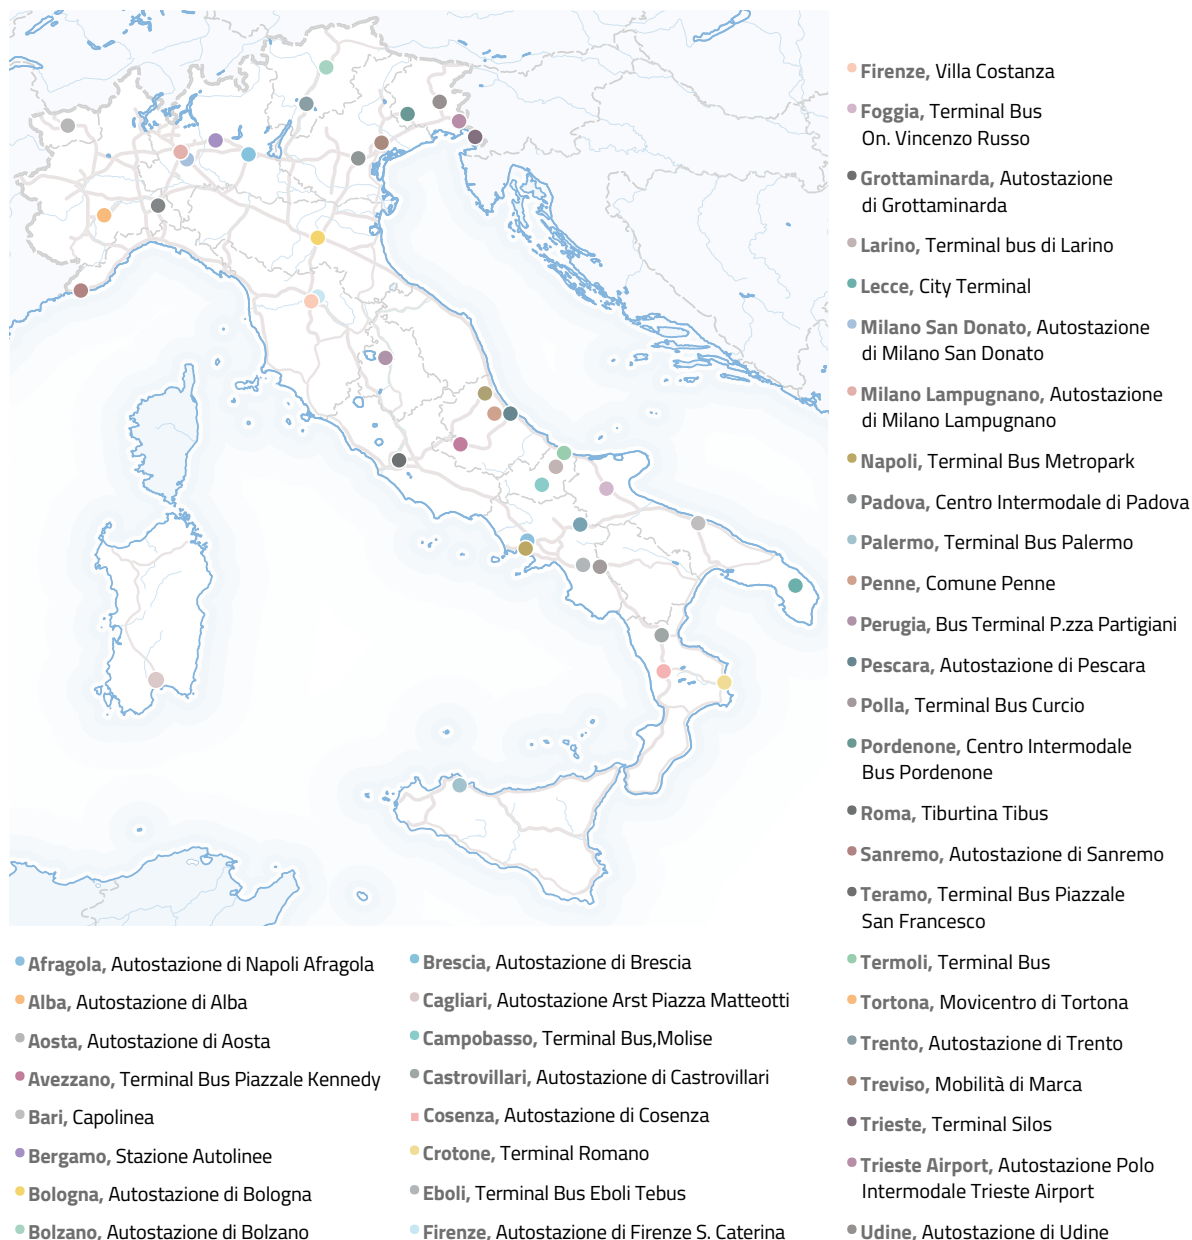 Firenze, Villa Costanza
Foggia, Terminal Bus
On. Vincenzo Russo
Grottaminarda, Autostazione
di Grottaminarda
Larino, Terminal bus di Larino
Lecce, City Terminal
Milano San Donato, Autostazione
di Milano San Donato
Milano Lampugnano, Autostazione
di Milano Lampugnano
Napoli, Terminal Bus Metropark
Padova, Centro Intermodale di Padova
Palermo, Terminal Bus Palermo
Penne, Comune Penne
Perugia, Bus Terminal P.zza Partigiani
Pescara, Autostazione di Pescara
Polla, Terminal Bus Curcio
Pordenone, Centro Intermodale
Bus Pordenone
Roma, Tiburtina Tibus
Sanremo, Autostazione di Sanremo
Teramo, Terminal Bus Piazzale
San Francesco
Termoli, Terminal Bus
Tortona, Movicentro di Tortona
Trento, Autostazione di Trento
Treviso, Mobilità di Marca
Trieste, Terminal Silos
Trieste Airport, Autostazione Polo
Intermodale Trieste Airport
Udine, Autostazione di Udine
Afragola, Autostazione di Napoli Afragola
Alba, Autostazione di Alba
Aosta, Autostazione di Aosta
Avezzano, Terminal Bus Piazzale Kennedy
Bari, Capolinea
Bergamo, Stazione Autolinee
Bologna, Autostazione di Bologna
Bolzano, Autostazione di Bolzano
Brescia, Autostazione di Brescia
Cagliari, Autostazione Arst Piazza Matteotti
Campobasso, Terminal Bus,Molise
Castrovillari, Autostazione di Castrovillari
Cosenza, Autostazione di Cosenza
Crotone, Terminal Romano
Eboli, Terminal Bus Eboli Tebus
Firenze, Autostazione di Firenze S. Caterina